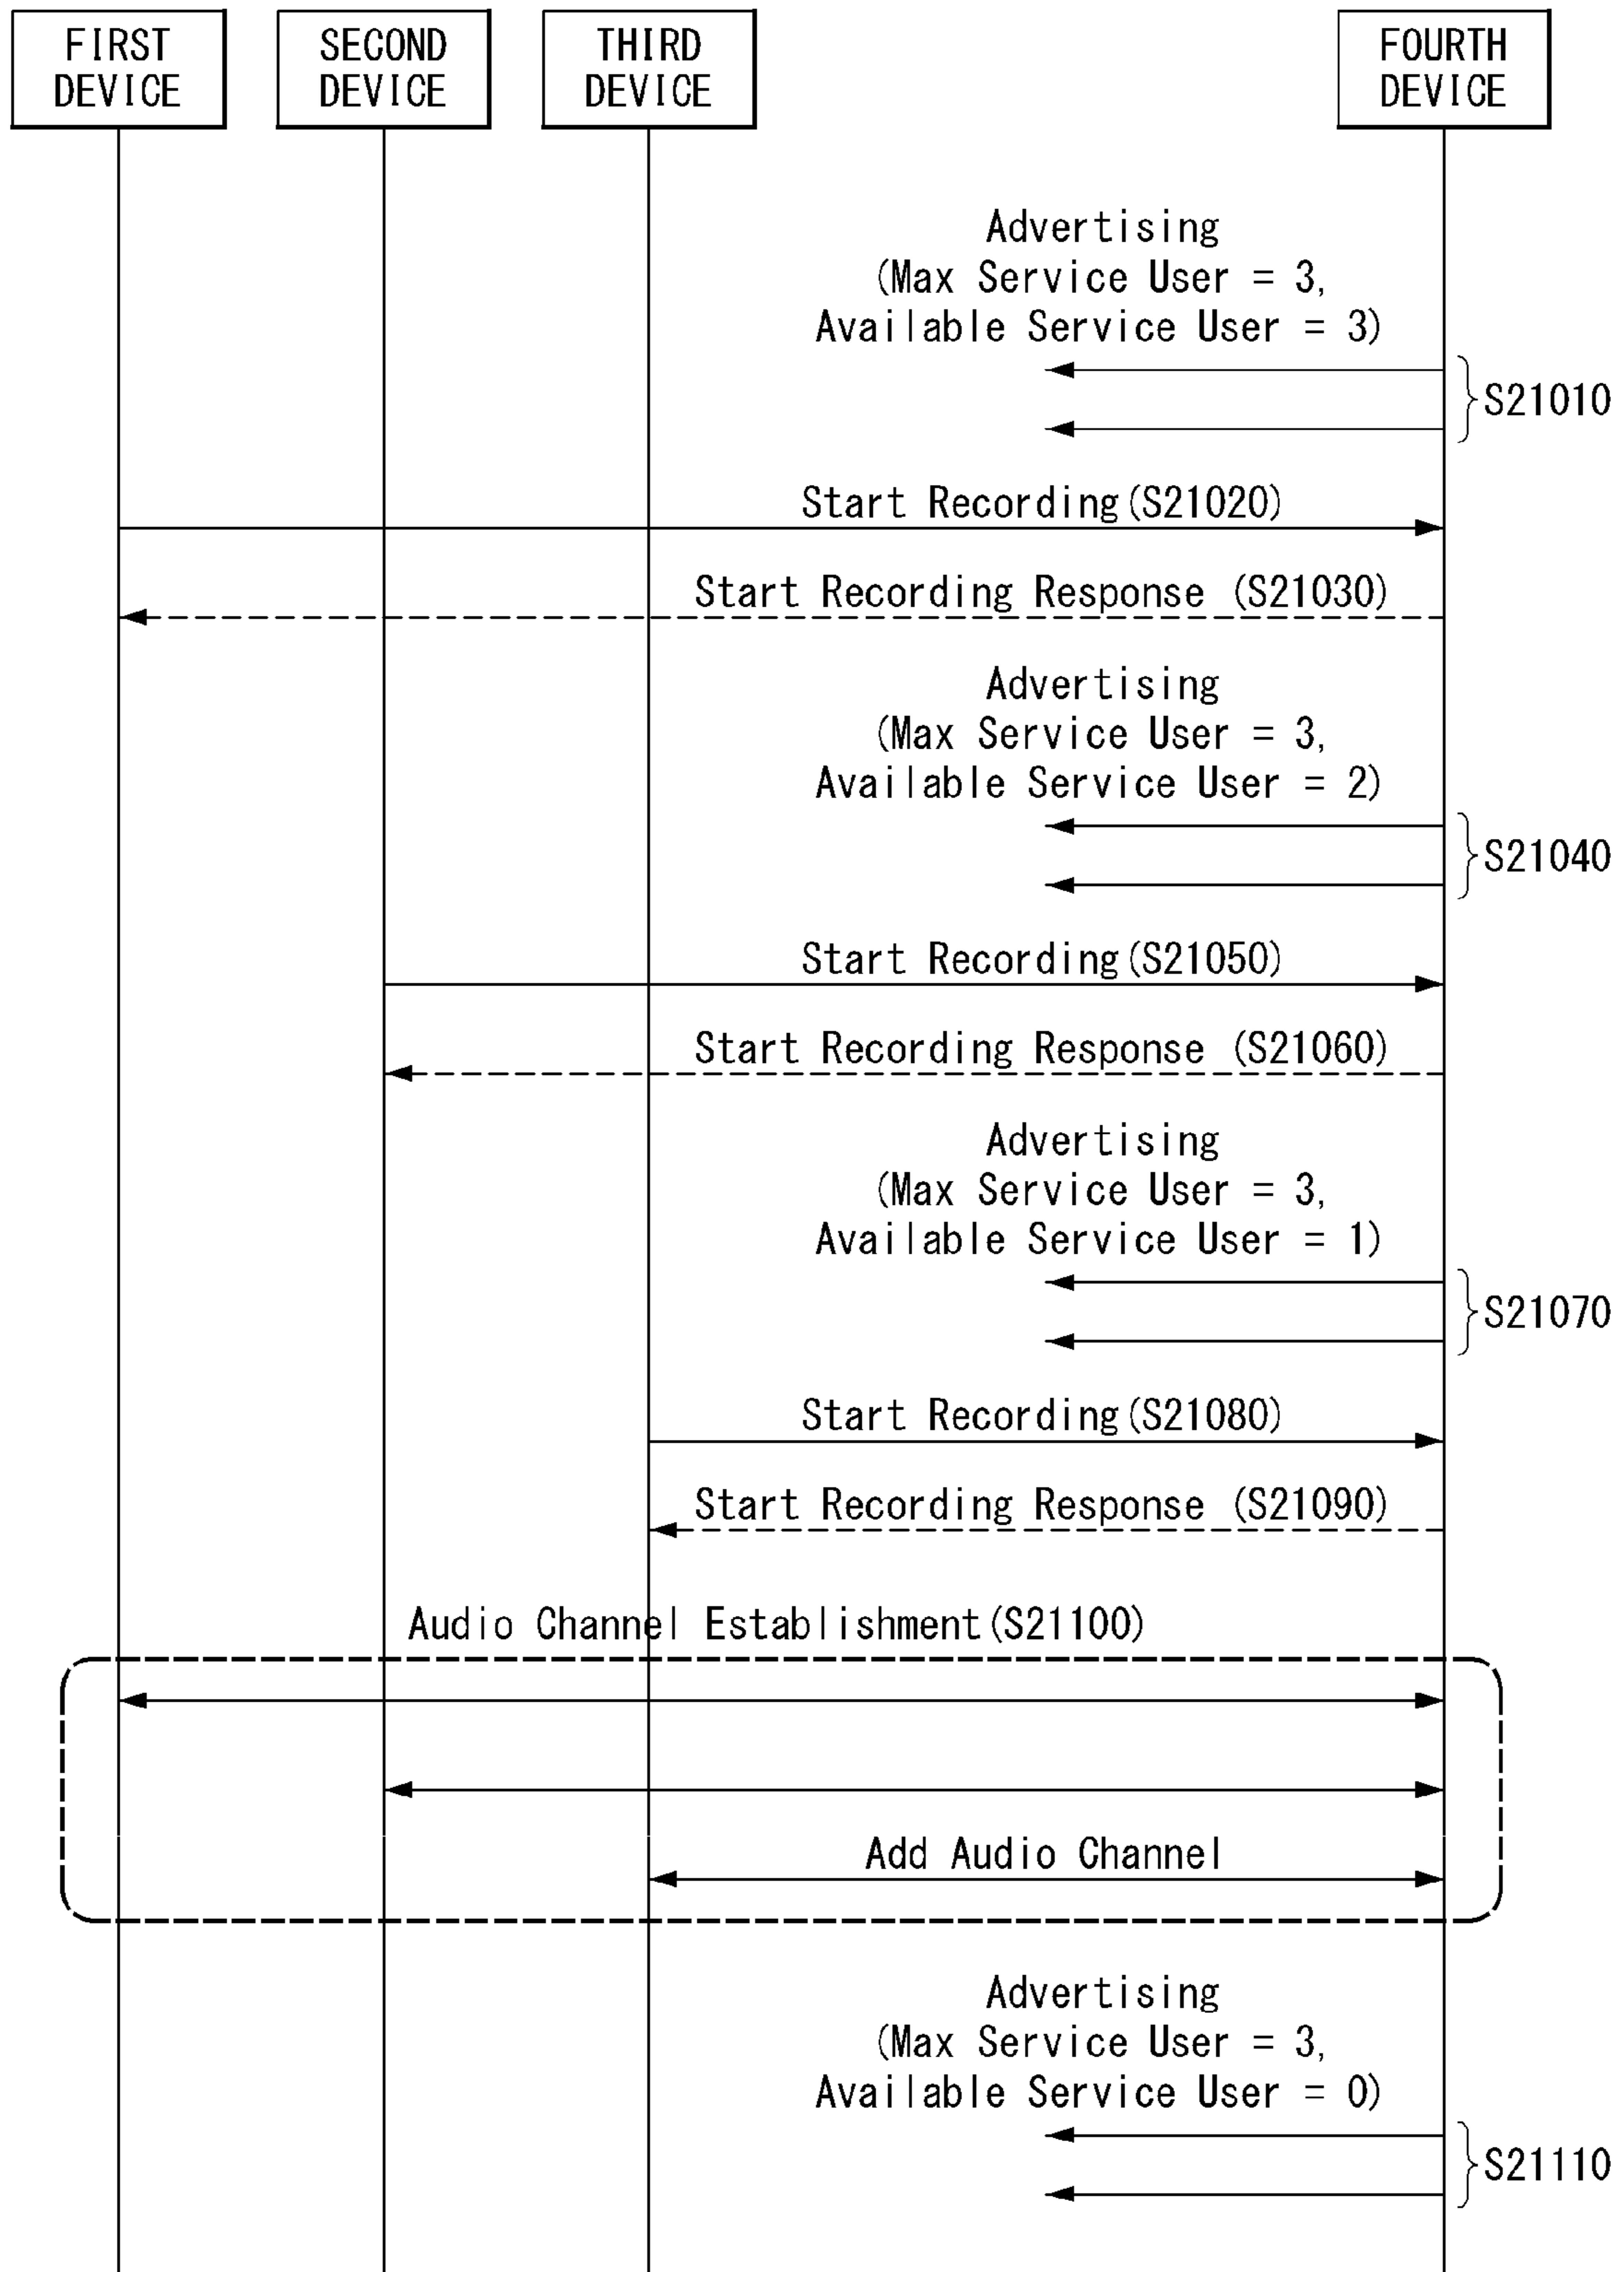 FIRST
DEVICE
SECOND
DEVICE
THIRD
DEVICE
FOURTH
DEVICE
Advertising
(Max Service User = 3,
Available Service User = 3)
S21010
Start Recording(S21020)
Start Recording Response (S21030)
Advertising
(Max Service User = 3,
Available Service User = 2)
S21040
Start Recording(S21050)
Start Recording Response (S21060)
Advertising
(Max Service User = 3,
Available Service User = 1)
S21070
Start Recording(S21080)
Start Recording Response (S21090)
Audio Channel Establishment(S21100)
Add Audio Channel
Advertising
(Max Service User = 3,
Available Service User = 0)
S21110